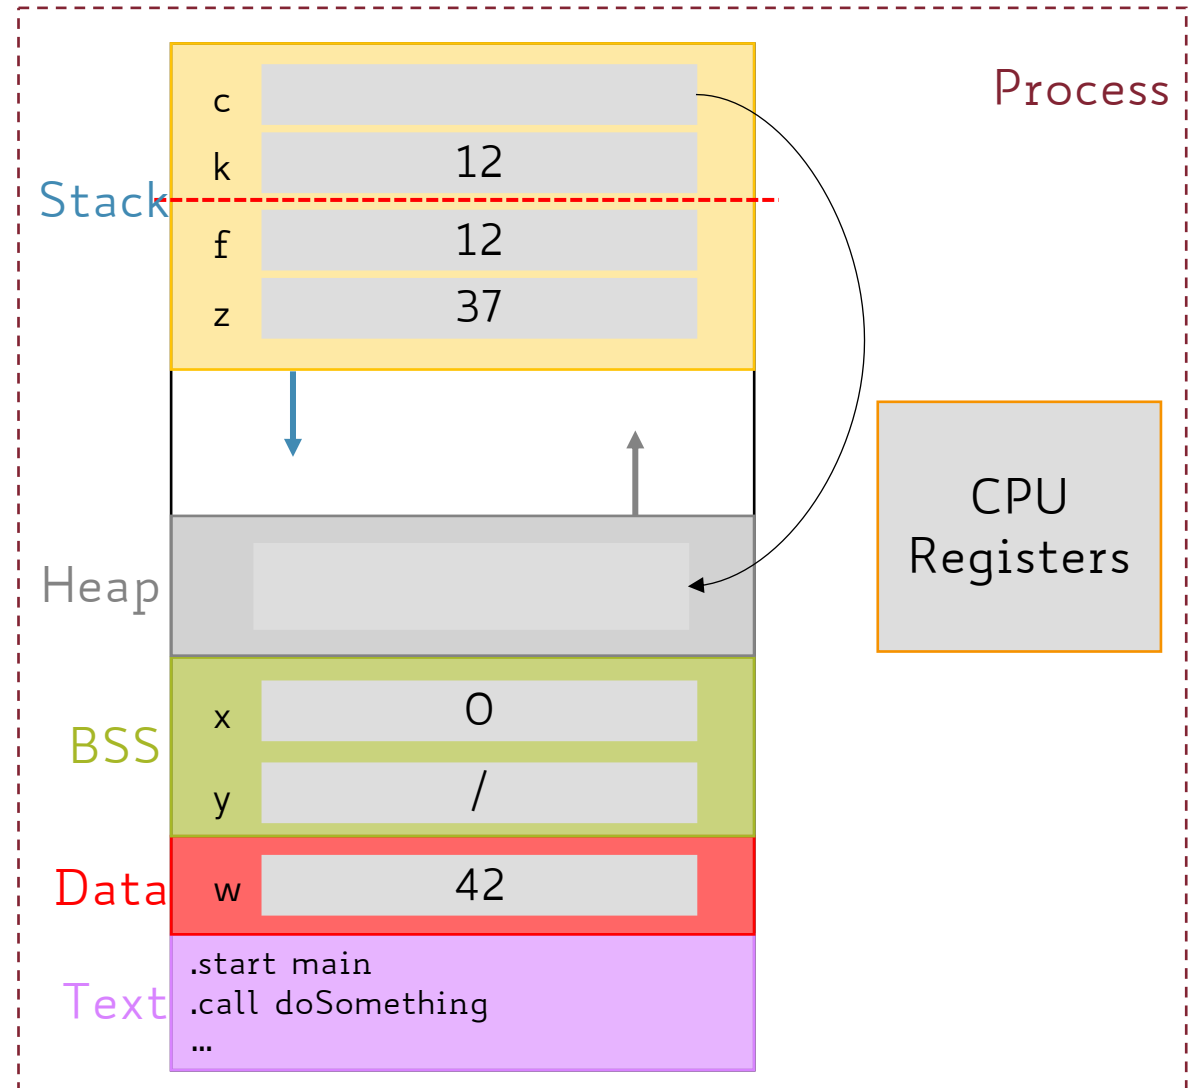 Process
c
k 12
Stack
f 12
z 37
CPU
Registers
Heap
x 0
BSS
y /
Data w 42
.start main
Text .call doSomething
...